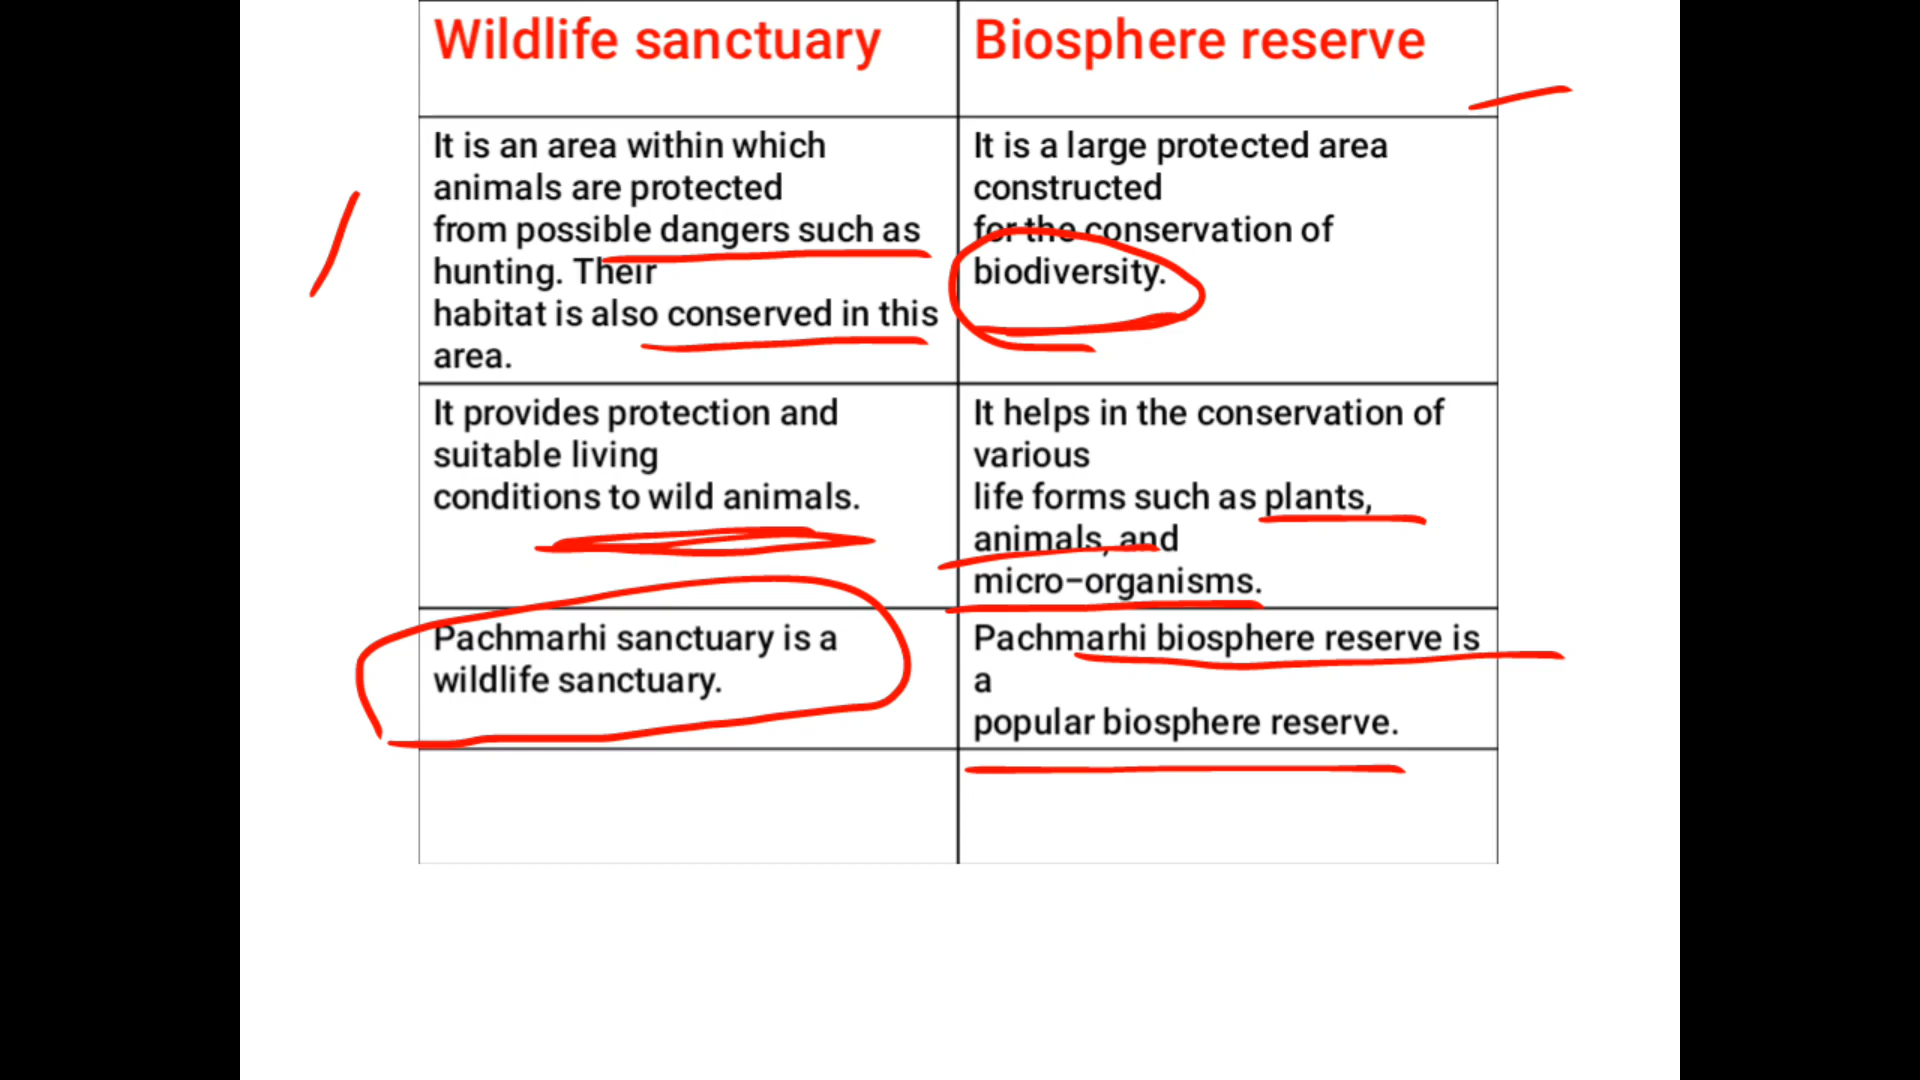 Wildlife sanctuary
Biosphere reserve
It is an area within which
animals are protected
from possible dangers such as
hunting. Their
habitat is also conserved in this
area.
It is a large protected area
constructed
for the conservation of
biodiversity.
It provides protection and
suitable living
conditions to wild animals.
It helps in the conservation of
various
life forms such as plants,
animals, and
micro-organisms.
Pachmarhi sanctuary is a
wildlife sanctuary.
Pachmarhi biosphere reserve is
a
popular biosphere reserve.